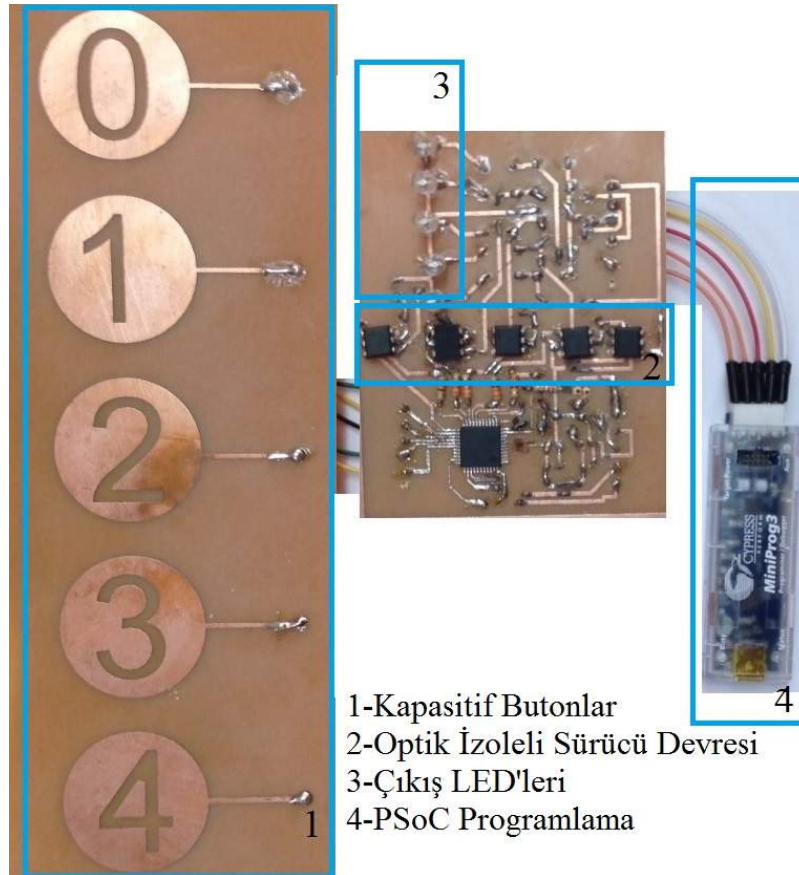 0
3
1
2
2
3
CYPRESS
PERFORM
MiniProg3
4
4
1
1-Kapasitif Butonlar
2-Optik İzoleli Sürücü Devresi
3-Çıkış LED'leri
4-PSoC Programlama